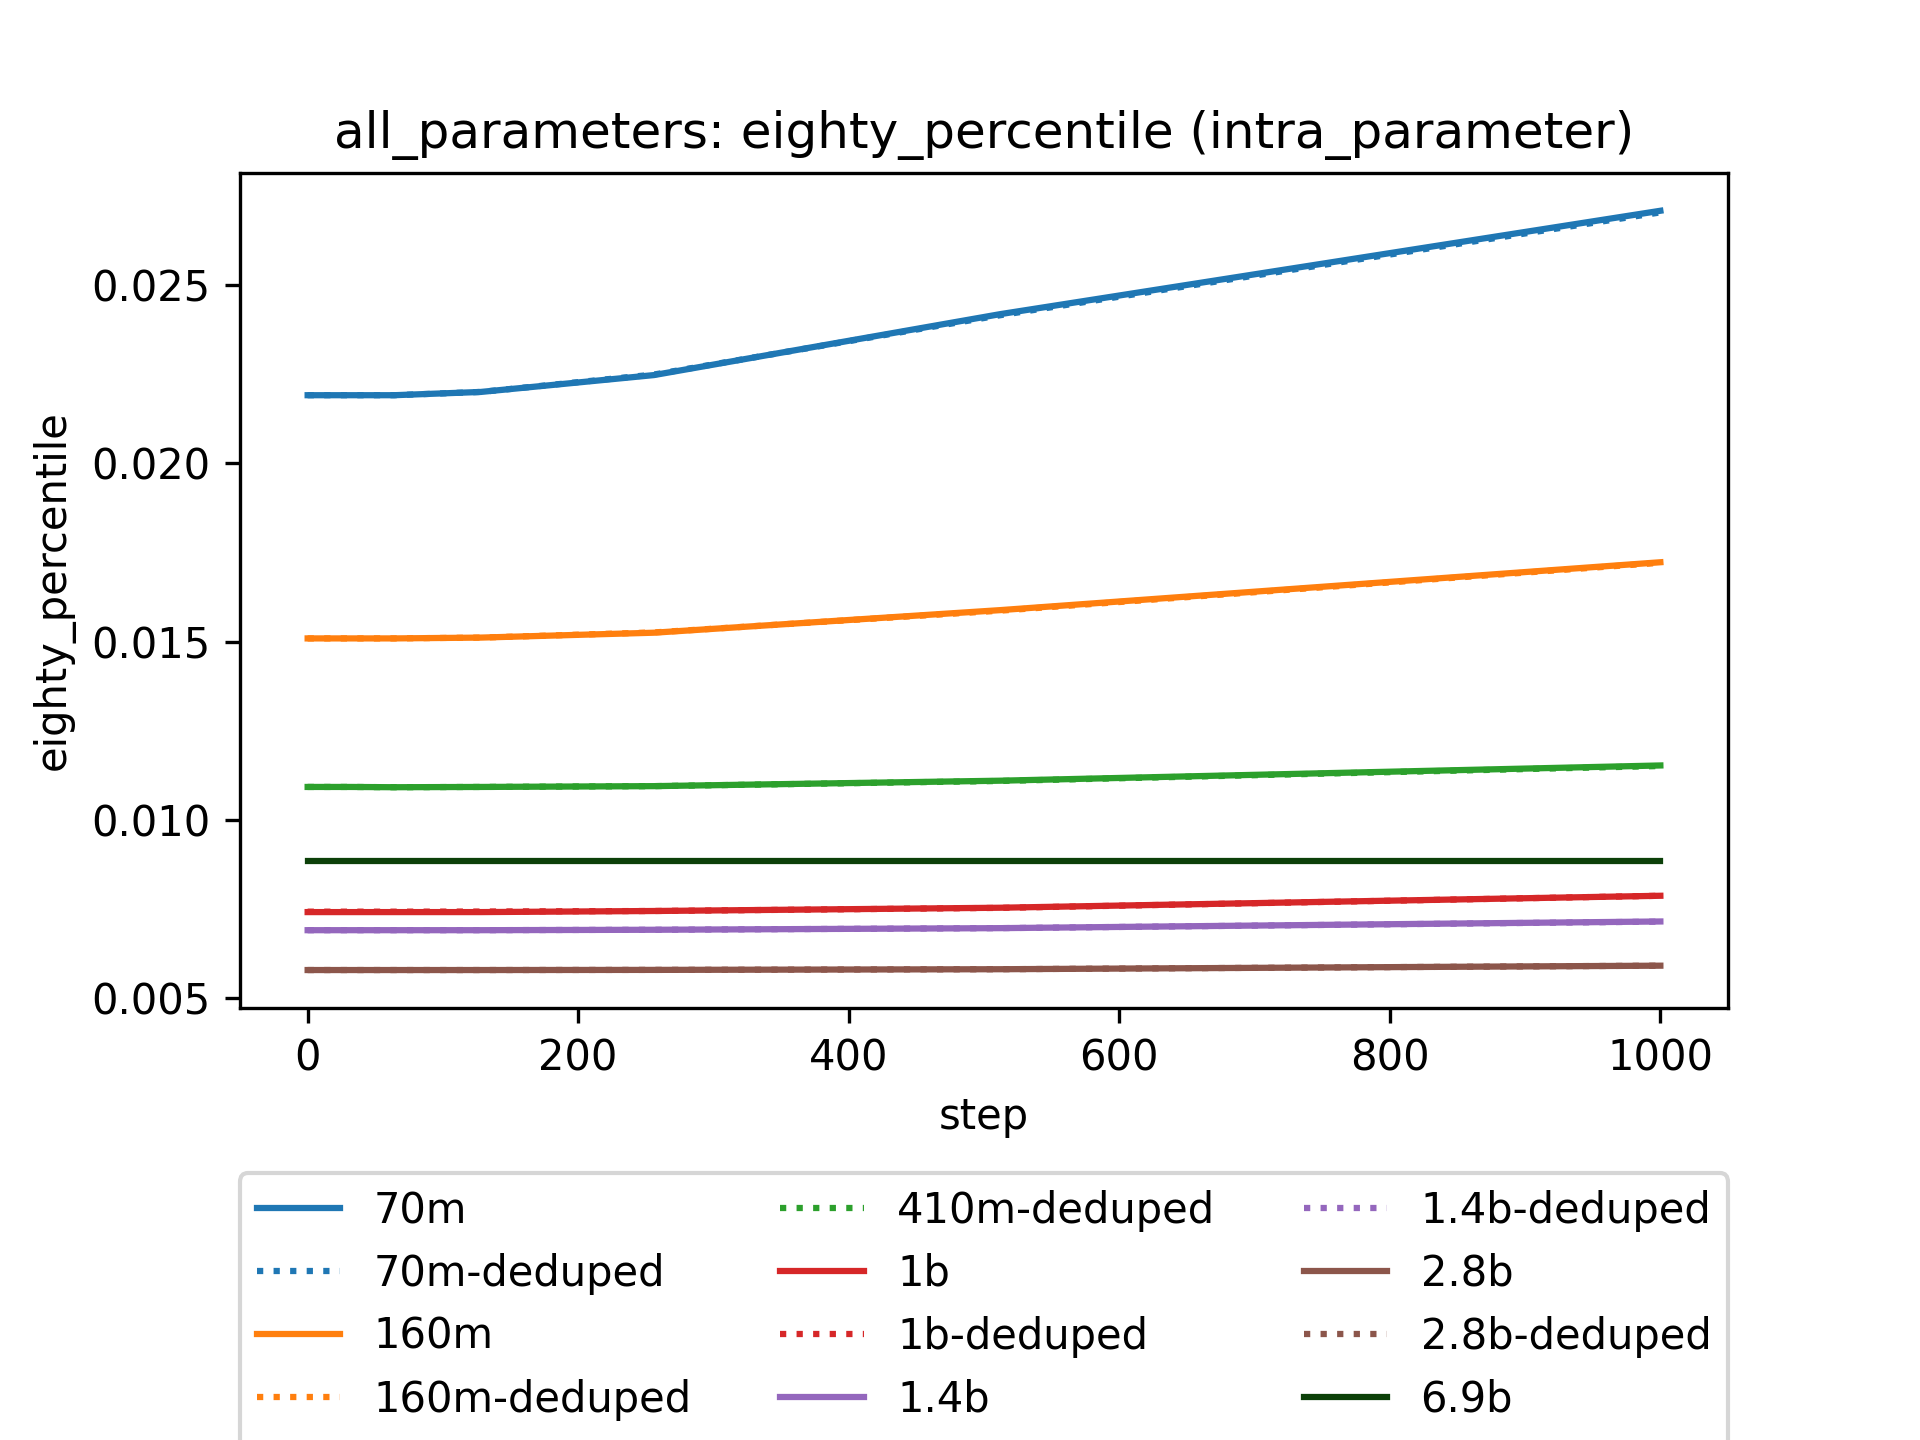 all_parameters: eighty_percentile (intra_parameter)
eighty_percentile
0.025
0.020
0.015
0.010
0.005
0 200 400 600 800 1000
step
70m 410m-deduped 1.4b-deduped
70m-deduped 1b 2.8b
160m 1b-deduped 2.8b-deduped
160m-deduped 1.4b 6.9b